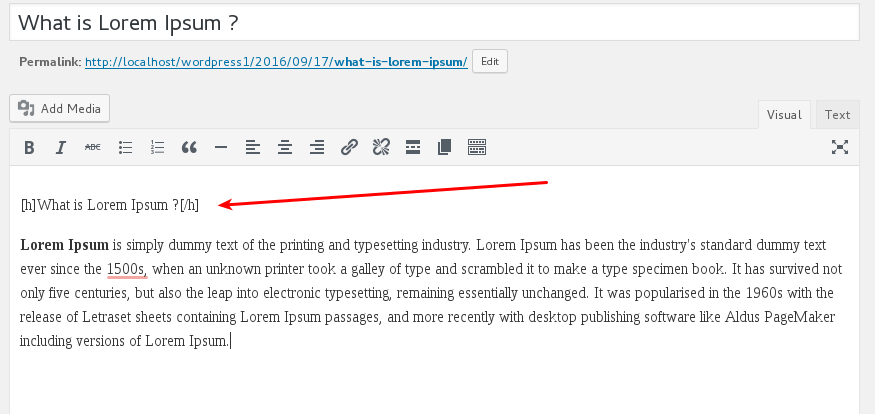 What is Lorem Ipsum ?
Permalink: http://localhost/wordpress1/2016/09/17/what-is-lorem-ipsum/ Edit
Add Media
Visual Text
B I ABC
[h]What is Lorem Ipsum ?[/h]
Lorem Ipsum is simply dummy text of the printing and typesetting industry. Lorem Ipsum has been the industry's standard dummy text
ever since the 1500s, when an unknown printer took a galley of type and scrambled it to make a type specimen book. It has survived not
only five centuries, but also the leap into electronic typesetting, remaining essentially unchanged. It was popularised in the 1960s with the
release of Letraset sheets containing Lorem Ipsum passages, and more recently with desktop publishing software like Aldus PageMaker
including versions of Lorem Ipsum.